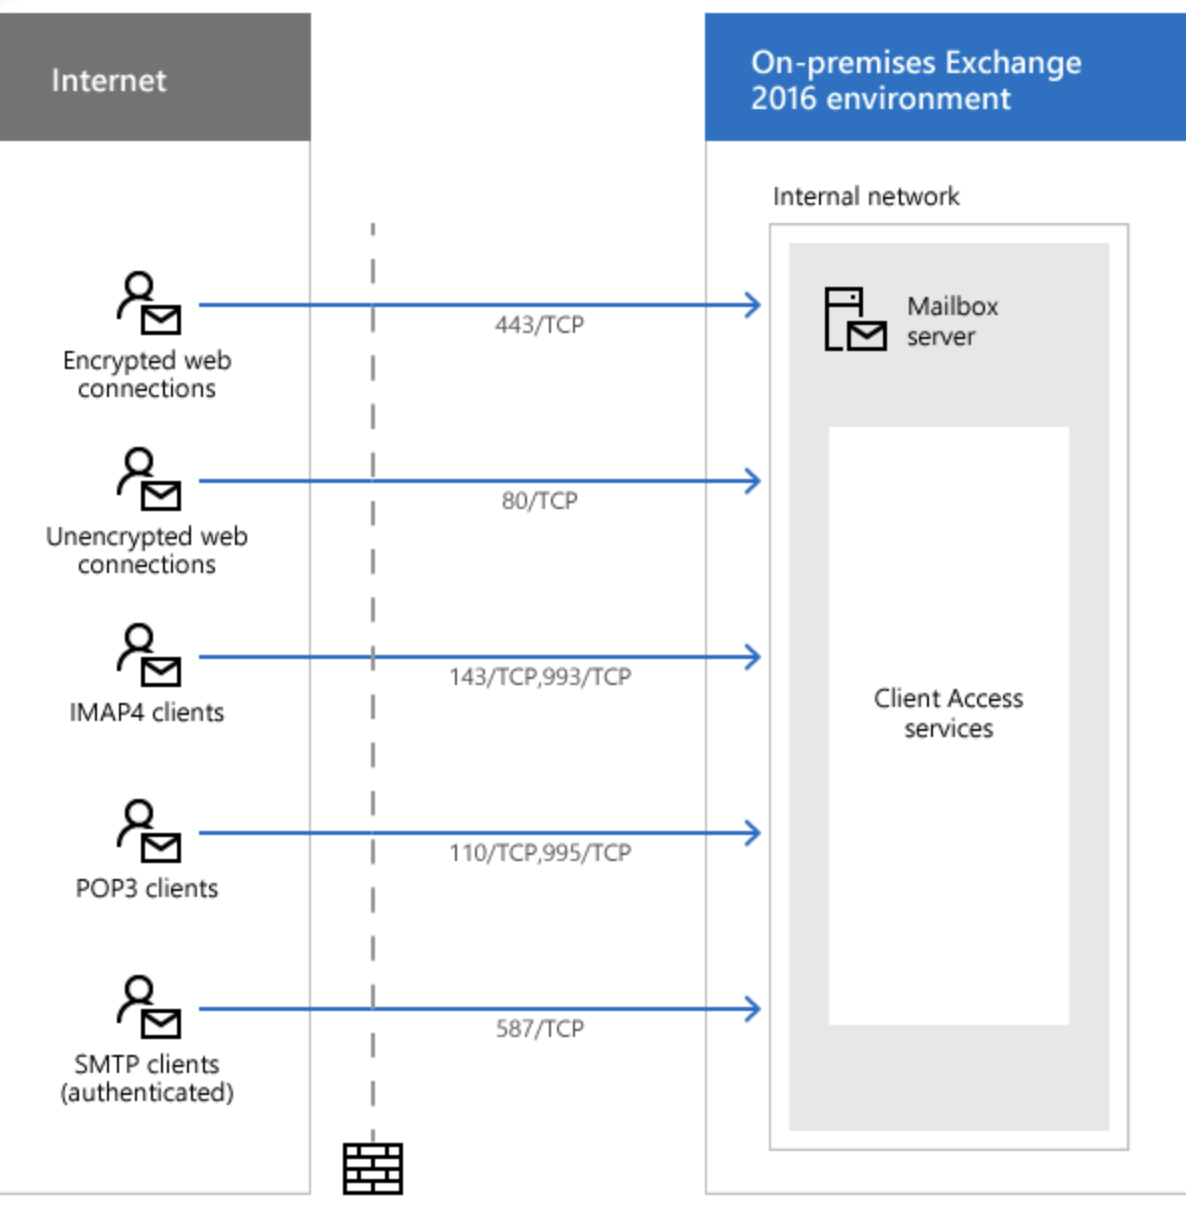 Internet
On-premises Exchange
2016 environment
Internal network
Mailbox
server
443/TCP
Encrypted web
connections
80/TCP
Unencrypted web
connections
143/TCP,993/TCP
IMAP4 clients
Client Access
services
110/TCP,995/TCP
POP3 clients
587/TCP
SMTP clients
(authenticated)